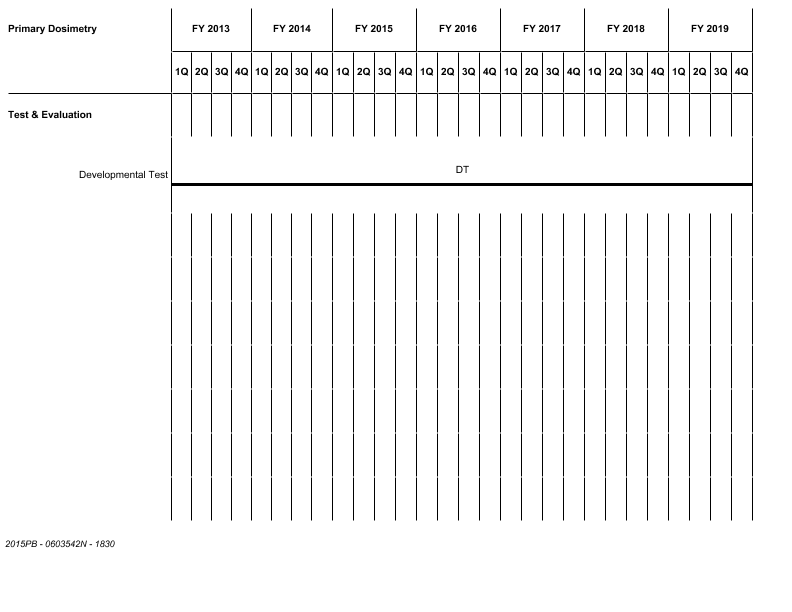 Primary Dosimetry FY 2013 FY 2014 FY 2015 FY 2016 FY 2017 FY 2018 FY 2019
1Q 2Q 3Q 4Q 1Q 2Q 3Q 4Q 1Q 2Q 3Q 4Q 1Q 2Q 3Q 4Q 1Q 2Q 3Q 4Q 1Q 2Q 3Q 4Q 1Q 2Q 3Q 4Q
Test & Evaluation
DT
Developmental Test
2015PB - 0603542N - 1830